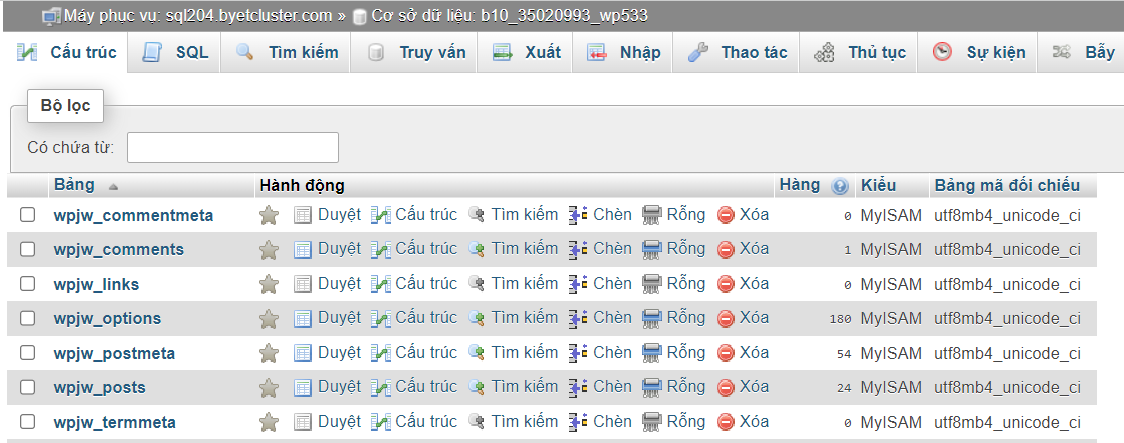 Máy phục vụ: sql204.byetcluster.com » Cơ sở dữ liệu: b10_35020993_wp533
Cấu trúc SQL Tìm kiếm Truy vấn Xuất Nhập Thao tác Thủ tục Sự kiện Bẫy
Bộ lọc
Có chứa từ:
Bảng Hành động Hàng Kiểu Bảng mã đối chiếu
wpjw_commentmeta Duyệt Cấu trúc Tìm kiếm Chèn Rỗng Xóa 0 MyISAM utf8mb4_unicode_ci
wpjw_comments Duyệt Cấu trúc Tìm kiếm Chèn Rỗng Xóa 1 MyISAM utf8mb4_unicode_ci
wpjw_links Duyệt Cấu trúc Tìm kiếm Chèn Rỗng Xóa 0 MyISAM utf8mb4_unicode_ci
wpjw_options Duyệt Cấu trúc Tìm kiếm Chèn Rỗng Xóa 180 MyISAM utf8mb4_unicode_ci
wpjw_postmeta Duyệt Cấu trúc Tìm kiếm Chèn Rỗng Xóa 54 MyISAM utf8mb4_unicode_ci
wpjw_posts Duyệt Cấu trúc Tìm kiếm Chèn Rỗng Xóa 24 MyISAM utf8mb4_unicode_ci
wpjw_termmeta Duyệt Cấu trúc Tìm kiếm Chèn Rỗng Xóa 0 MyISAM utf8mb4_unicode_ci